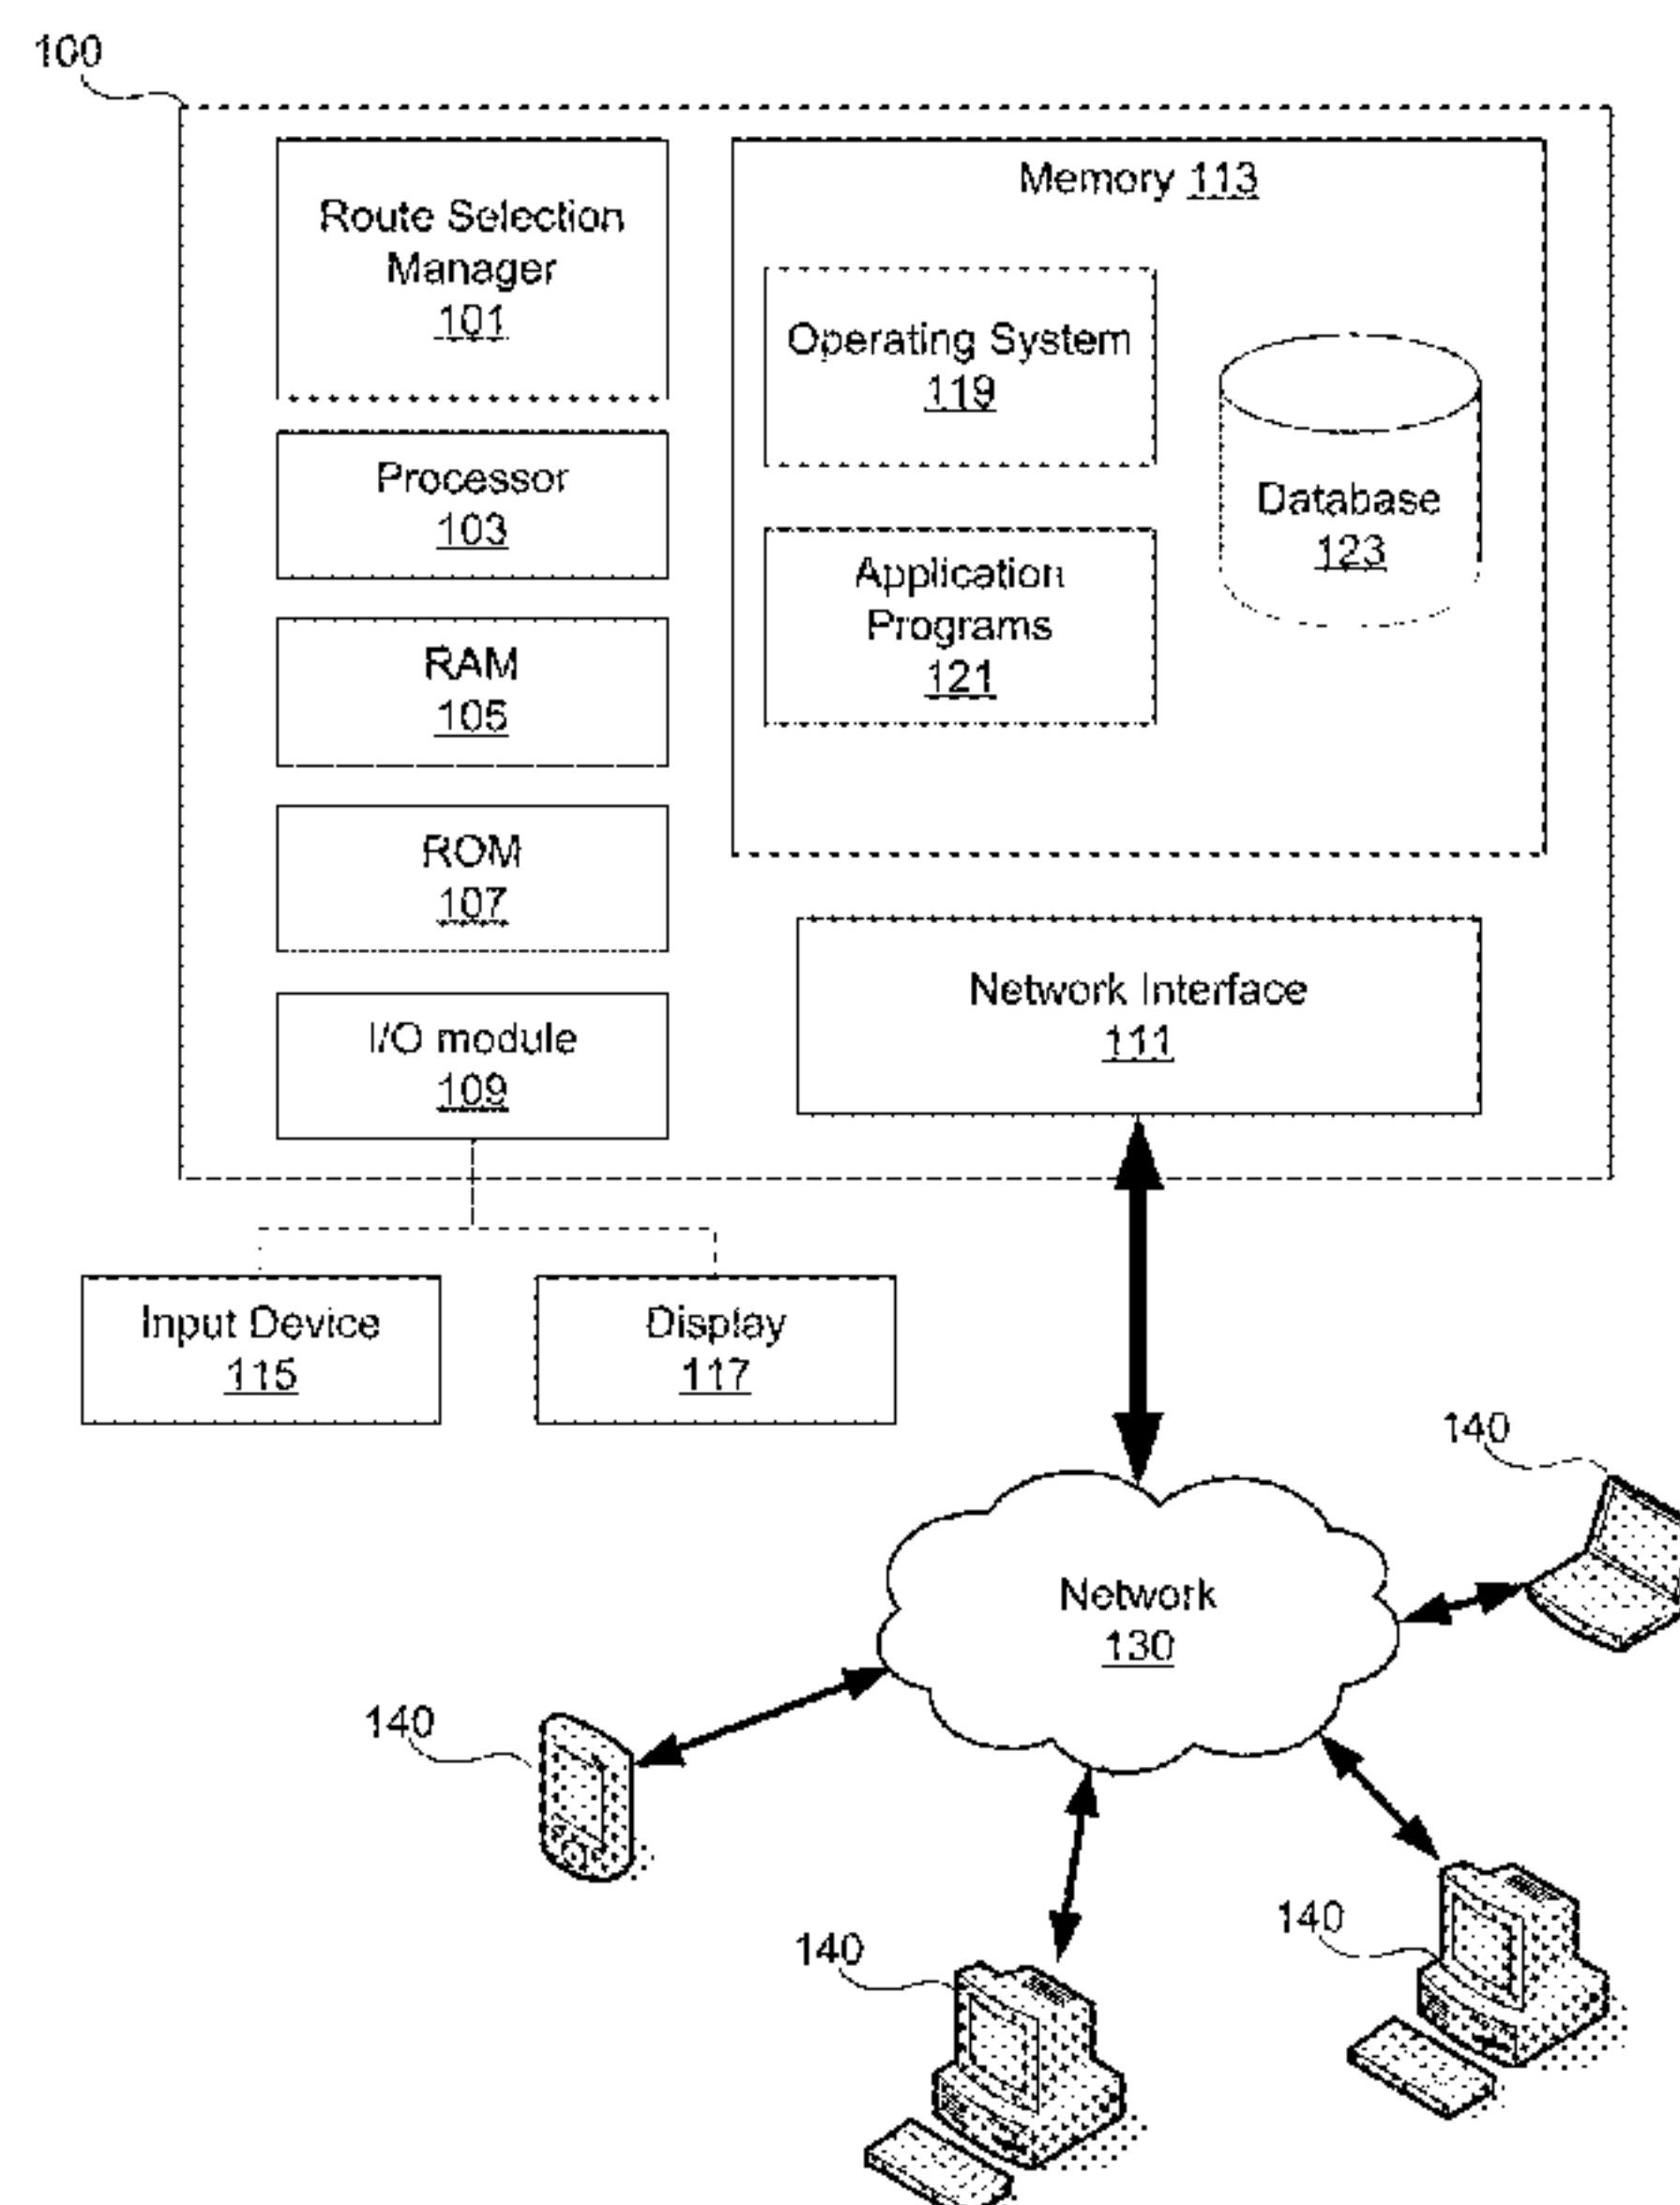 100
Route Selection
Manager
101
Processor
103
RAM
105
ROM
107
I/O module
109
Memory 113
Operating System
119
Application
Programs
121
Database
123
Network Interface
111
Input Device
115
Display
117
Network
130
140
140
140
140